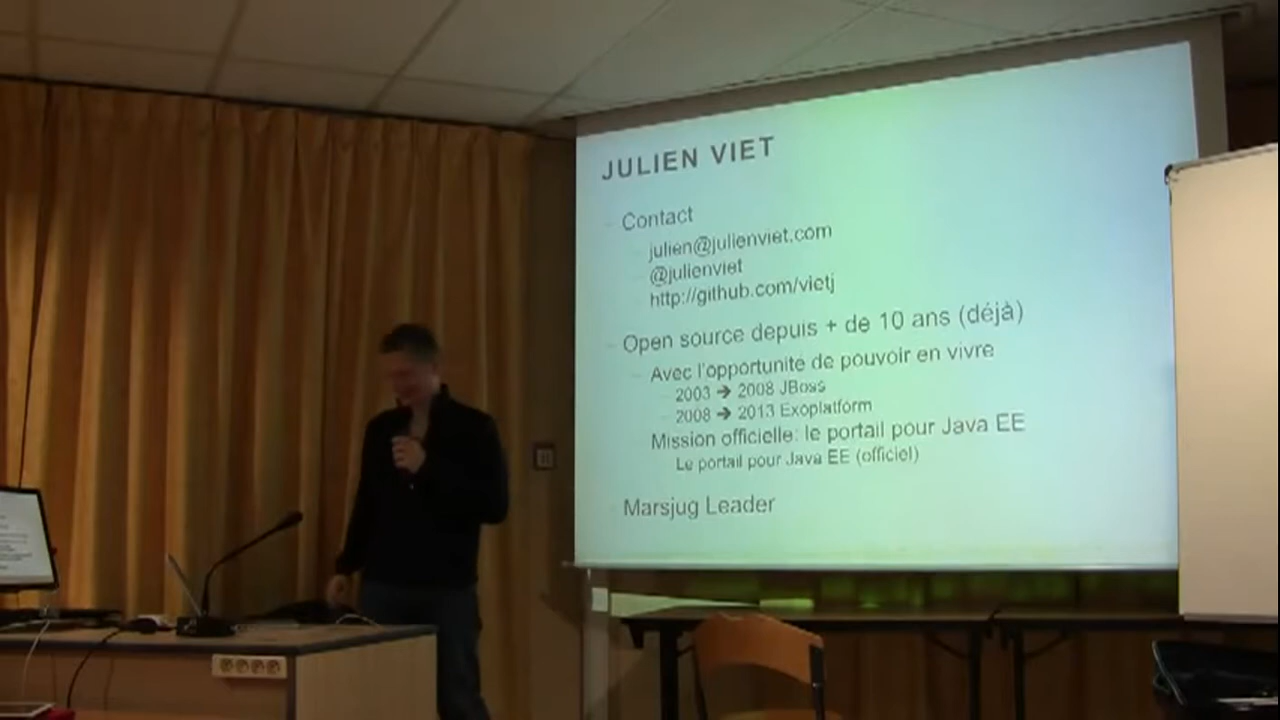 JULIEN VIET
Contact
julien@julienviet.com
@julienviet
http://github.com/vietj
Open source depuis + de 10 ans (déjà)
Avec l'opportunite de pouvoir en vivre
2003 → 2008 JBoss
2008 → 2013 Exoplatform
Mission officielle: le portail pour Java EE
Le portail pour Java EE (officiel)
Marsjug Leader